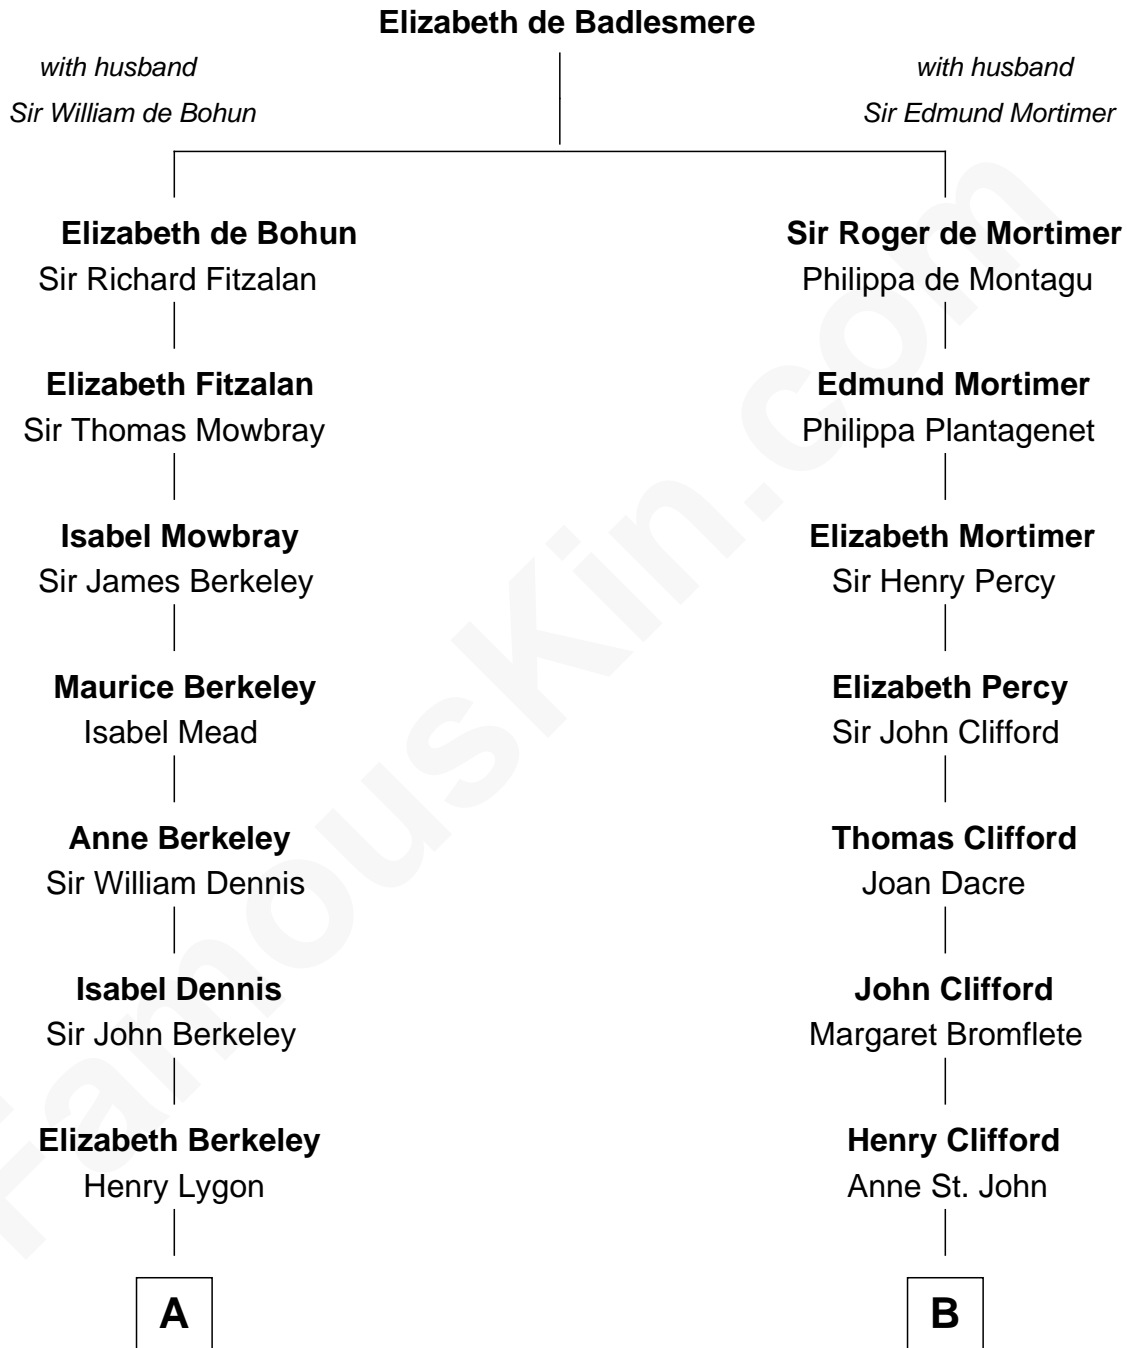 Elizabeth de Badlesmere
with husband
Sir William de Bohun
with husband
Sir Edmund Mortimer
Elizabeth de Bohun
Sir Richard Fitzalan
Elizabeth Fitzalan
Sir Thomas Mowbray
Isabel Mowbray
Sir James Berkeley
Maurice Berkeley
Isabel Mead
Anne Berkeley
Sir William Dennis
Isabel Dennis
Sir John Berkeley
Elizabeth Berkeley
Henry Lygon
A
Sir Roger de Mortimer
Philippa de Montagu
Edmund Mortimer
Philippa Plantagenet
Elizabeth Mortimer
Sir Henry Percy
Elizabeth Percy
Sir John Clifford
Thomas Clifford
Joan Dacre
John Clifford
Margaret Bromflete
Henry Clifford
Anne St. John
B
FamousKin.com